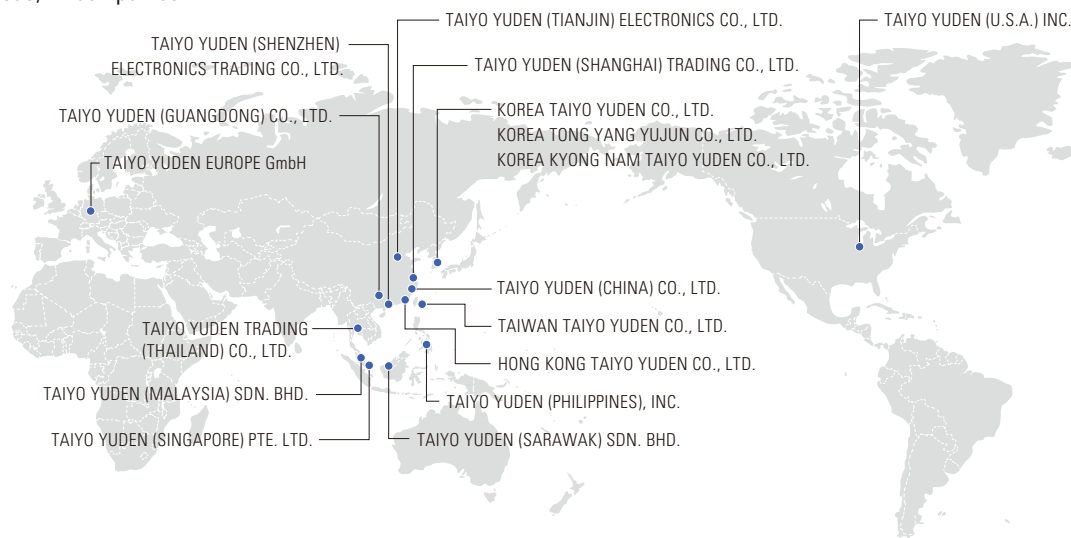 TAIYO YUDEN (TIANJIN) ELECTRONICS CO., LTD.
TAIYO YUDEN (U.S.A.) INC.
TAIYO YUDEN (SHENZHEN)
ELECTRONICS TRADING CO., LTD.
TAIYO YUDEN (SHANGHAI) TRADING CO., LTD.
TAIYO YUDEN (GUANGDONG) CO., LTD.
KOREA TAIYO YUDEN CO., LTD.
KOREA TONG YANG YUJUN CO., LTD.
KOREA KYONG NAM TAIYO YUDEN CO., LTD.
TAIYO YUDEN EUROPE GmbH
TAIYO YUDEN (CHINA) CO., LTD.
TAIWAN TAIYO YUDEN CO., LTD.
TAIYO YUDEN TRADING
(THAILAND) CO., LTD.
HONG KONG TAIYO YUDEN CO., LTD.
TAIYO YUDEN (MALAYSIA) SDN. BHD.
TAIYO YUDEN (PHILIPPINES), INC.
TAIYO YUDEN (SINGAPORE) PTE. LTD.
TAIYO YUDEN (SARAWAK) SDN. BHD.